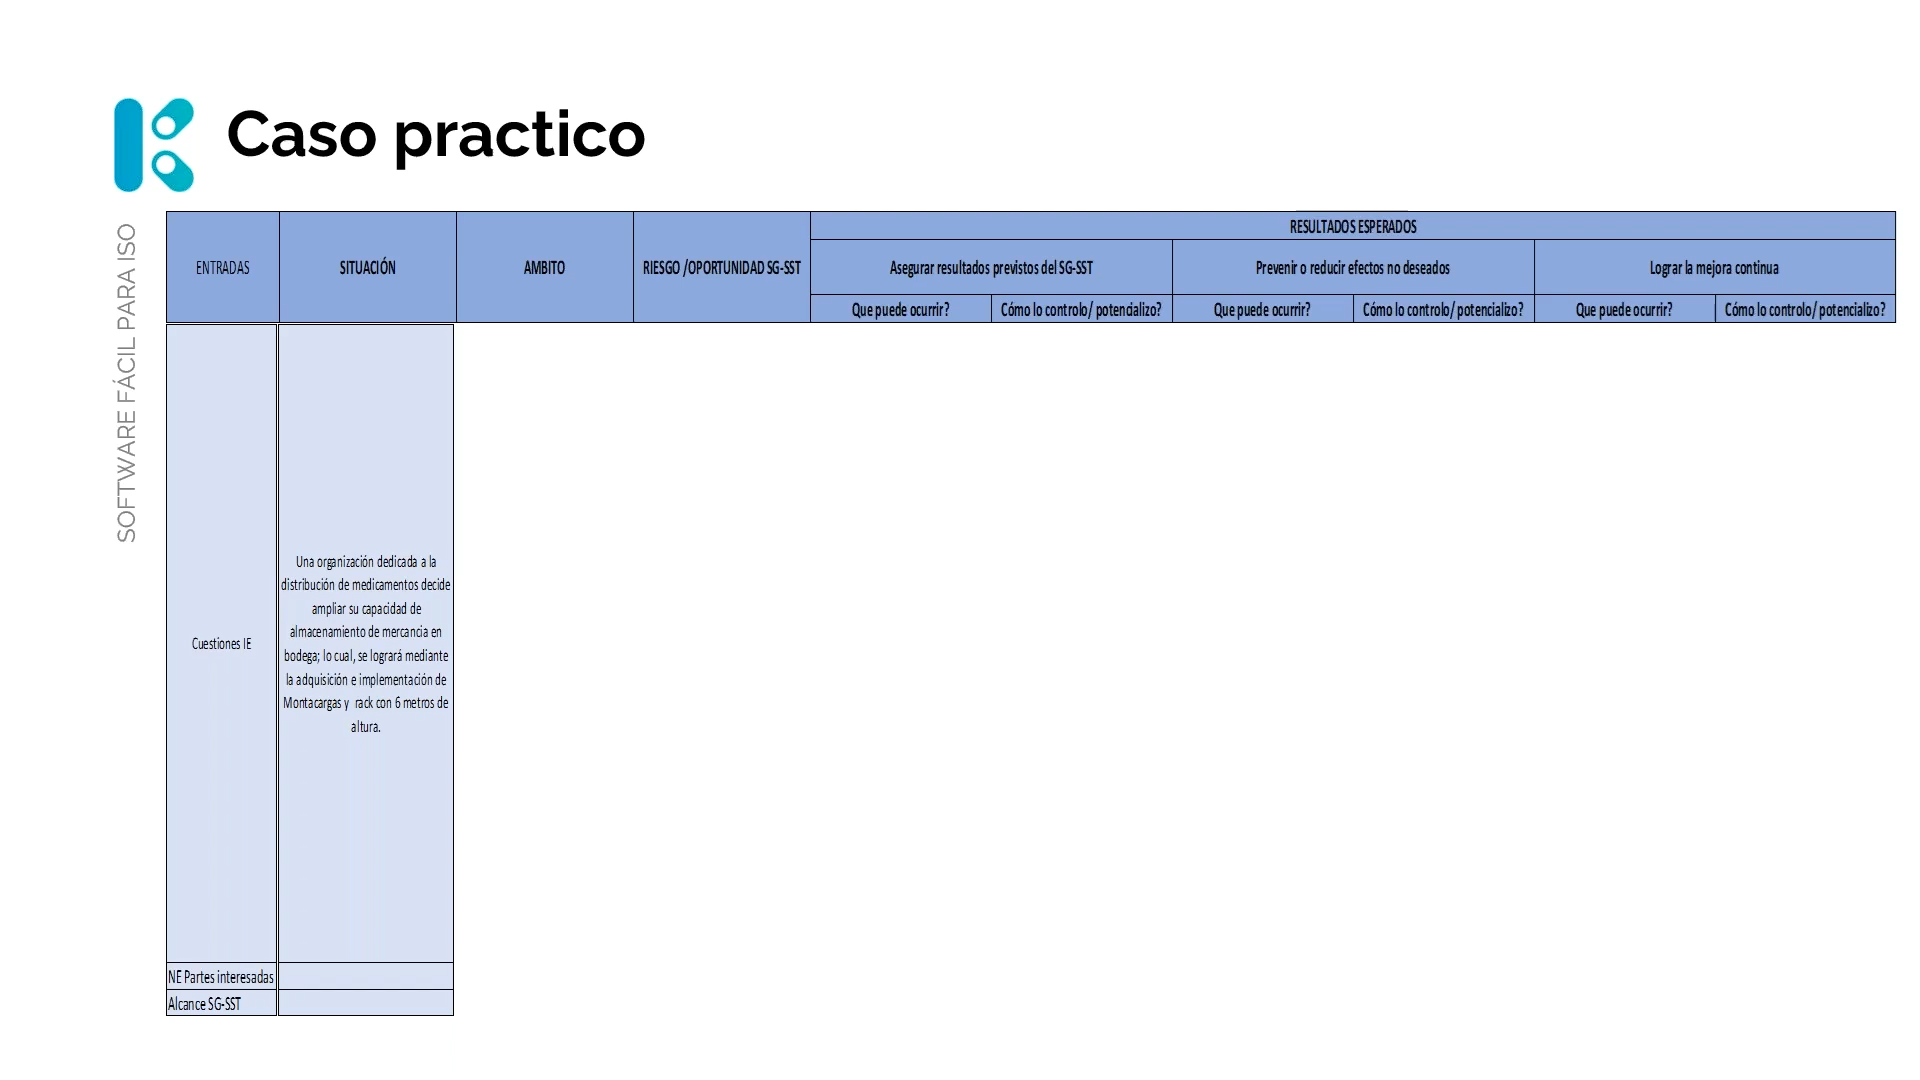 Caso practico
SOFTWARE FÁCIL PARA ISO
ENTRADAS
SITUACIÓN
AMBITO
RIESGO /OPORTUNIDAD SG-SST
RESULTADOS ESPERADOS
Asegurar resultados previstos del SG-SST
Prevenir o reducir efectos no deseados
Lograr la mejora continua
Que puede ocurrir?
Cómo lo controlo/ potencializo?
Que puede ocurrir?
Cómo lo controlo/ potencializo?
Que puede ocurrir?
Cómo lo controlo/ potencializo?
Cuestiones IE
Una organización dedicada a la
distribución de medicamentos decide
ampliar su capacidad de
almacenamiento de mercancia en
bodega; lo cual, se logrará mediante
la adquisición e implementación de
Montacargas y rack con 6 metros de
altura.
NE Partes interesadas
Alcance SG-SST